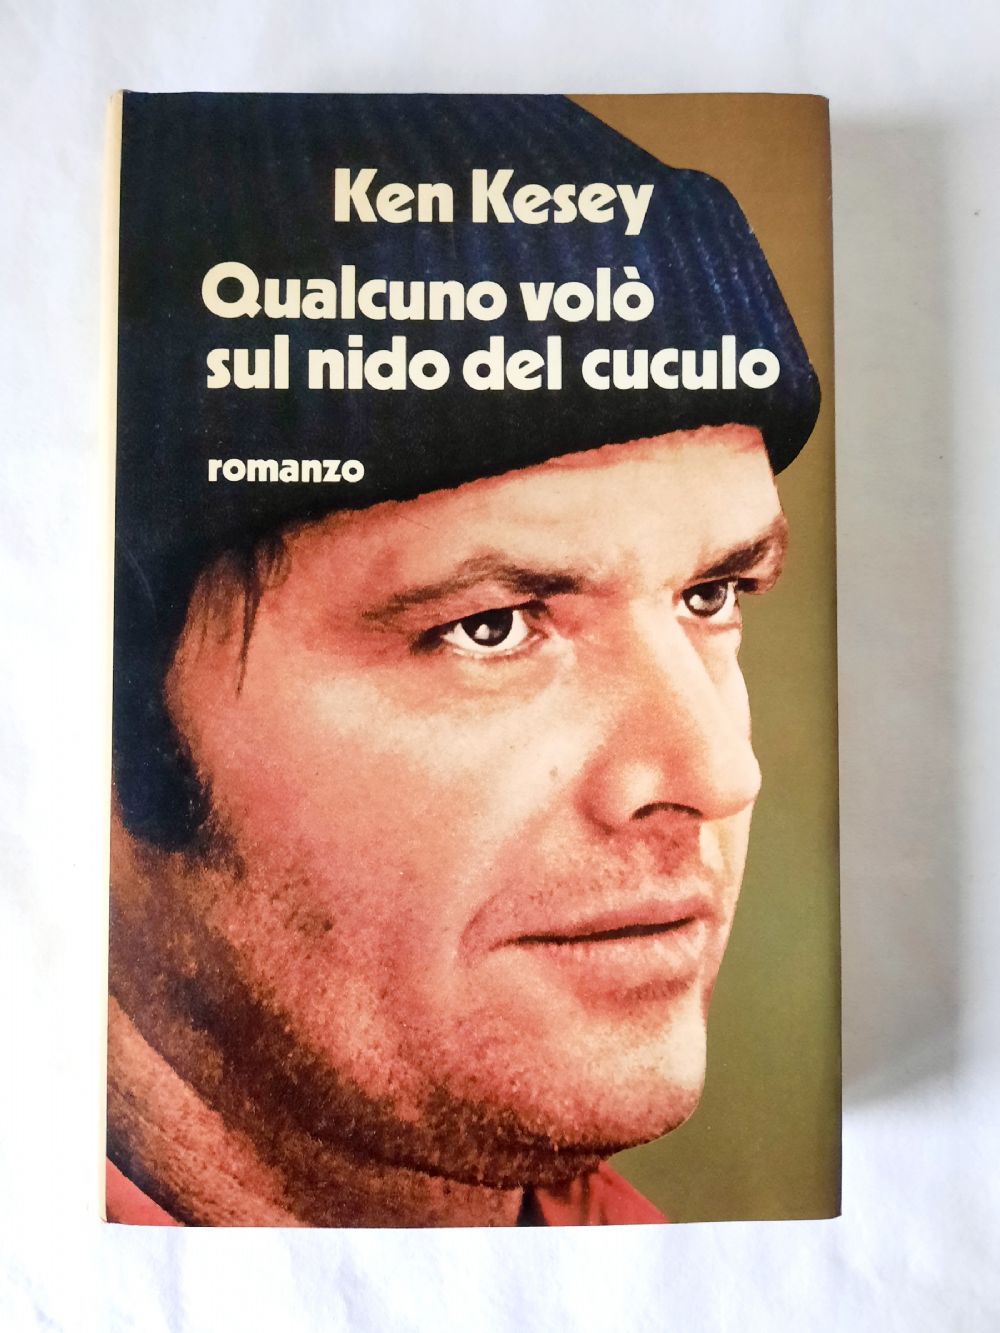 Ken Kesey
Qualcuno volò
sul nido del cuculo
romanzo